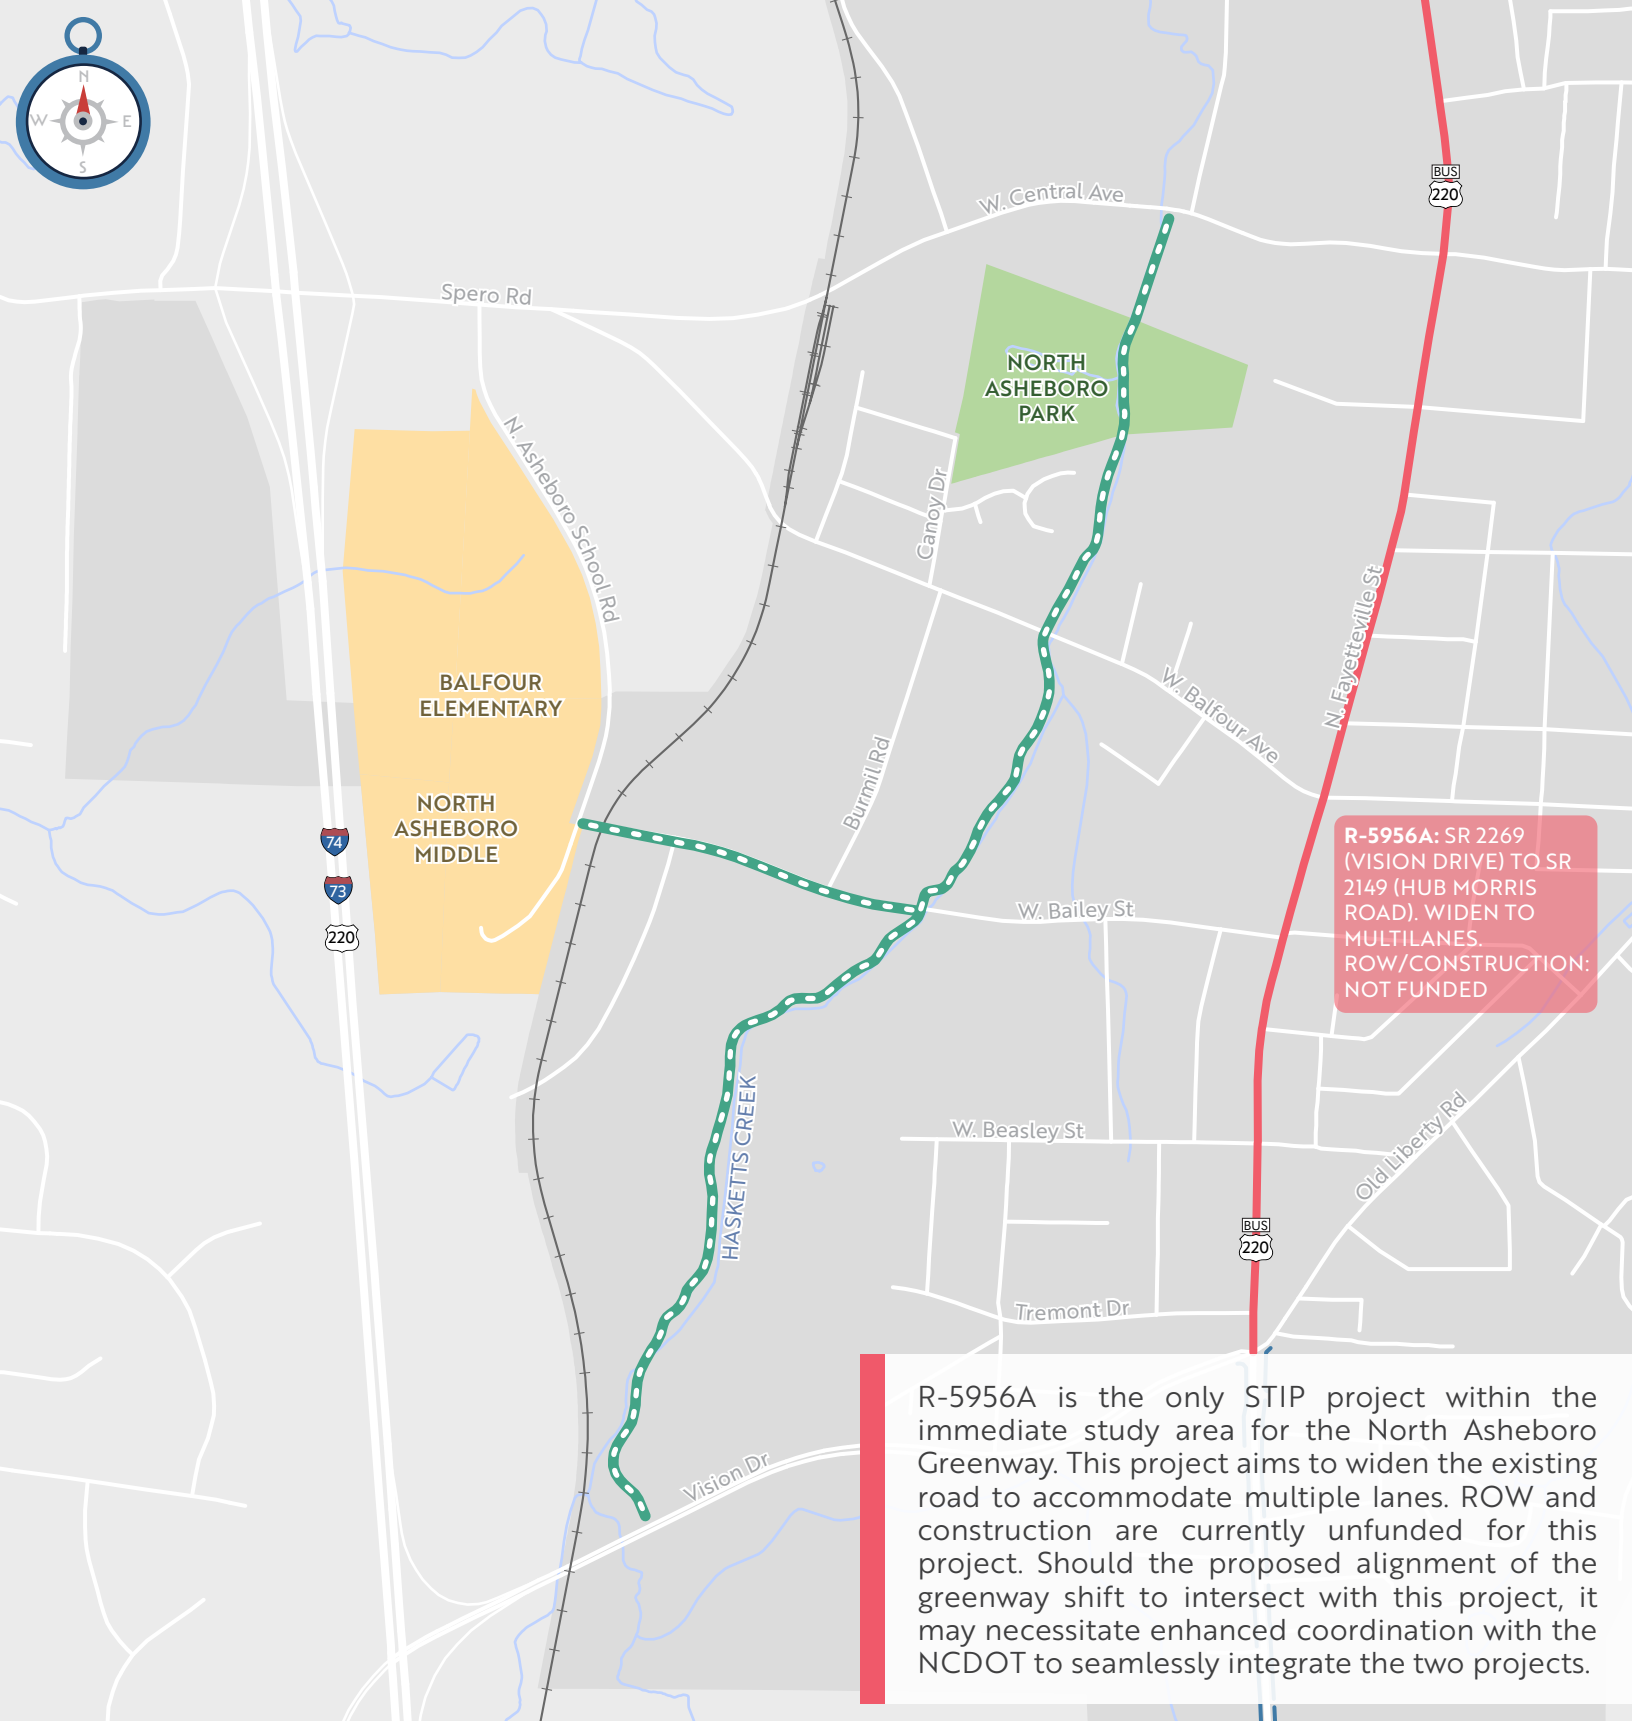 N
W
E
S
BUS
220
W. Central Ave
Spero Rd
NORTH
ASHEBORO
PARK
N. Asheboro School Rd
Canoy Dr
N. Fayetteville St
BALFOUR
ELEMENTARY
W. Balfour Ave
Burmil Rd
NORTH
ASHEBORO
MIDDLE
74
73
220
R-5956A: SR 2269
(VISION DRIVE) TO SR
2149 (HUB MORRIS
ROAD). WIDEN TO
MULTILANES.
ROW/CONSTRUCTION:
NOT FUNDED
W. Bailey St
HASKETTS CREEK
W. Beasley St
Old Liberty Rd
BUS
220
Tremont Dr
Vision Dr
R-5956A is the only STIP project within the
immediate study area for the North Asheboro
Greenway. This project aims to widen the existing
road to accommodate multiple lanes. ROW and
construction are currently unfunded for this
project. Should the proposed alignment of the
greenway shift to intersect with this project, it
may necessitate enhanced coordination with the
NCDOT to seamlessly integrate the two projects.